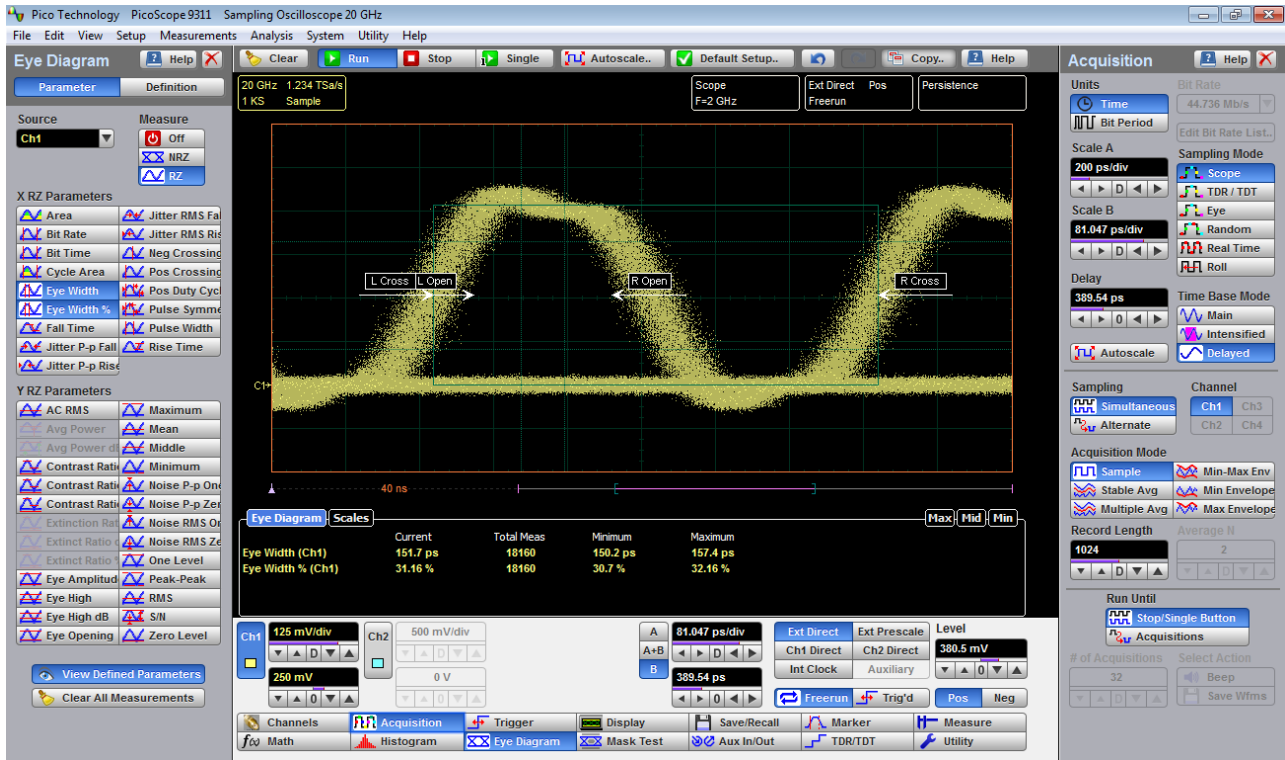 Pico Technology PicoScope 9311 Sampling Oscilloscope 20 GHz
File Edit View Setup Measurements Analysis System Utility Help
Eye Diagram Help
Parameter Definition
Source Measure
Ch1 Off
NRZ
RZ
X RZ Parameters
Area Jitter RMS Fal
Bit Rate Jitter RMS Ris
Bit Time Neg Crossing
Cycle Area Pos Crossing
Eye Width Pos Duty Cycl
Eye Width % Pulse Symme
Fall Time Pulse Width
Jitter P-p Fall Rise Time
Jitter P-p Rise
Y RZ Parameters
AC RMS Maximum
Avg Power Mean
Avg Power dB Middle
Contrast Rati Minimum
Contrast Rati Noise P-p One
Contrast Rati Noise P-p Zer
Extinction Rat Noise RMS On
Extinct Ratio Noise RMS Ze
Extinct Ratio One Level
Eye Amplitud Peak-Peak
Eye High RMS
Eye High dB S/N
Eye Opening Zero Level
View Defined Parameters
Clear All Measurements
Clear Run Stop Single Autoscale.. Default Setup.. Copy.. Help
20 GHz 1.234 TSa/s
1 KS Sample
Scope
F=2 GHz
Ext Direct Pos
Freerun
Persistence
L Cross L Open R Open R Cross
C1
40 ns
Eye Diagram Scales Max Mid Min
Current Total Meas Minimum Maximum
Eye Width (Ch1) 151.7 ps 18160 150.2 ps 157.4 ps
Eye Width % (Ch1) 31.16 % 18160 30.7 % 32.16 %
Ch1 125 mV/div Ch2 500 mV/div
D D
250 mV 0 V
0 0
A 81.047 ps/div
A+B D
B 389.54 ps
0
Ext Direct Ext Prescale Level
Ch1 Direct Ch2 Direct 380.5 mV
Int Clock Auxiliary 0
Freerun Trig'd Pos Neg
Channels Acquisition Trigger Display Save/Recall Marker Measure
f(x) Math Histogram Eye Diagram Mask Test Aux In/Out TDR/TDT Utility
Acquisition Help
Units Bit Rate
Time 44.736 Mb/s
Bit Period Edit Bit Rate List..
Scale A Sampling Mode
200 ps/div Scope
D TDR / TDT
Scale B Eye
81.047 ps/div Random
D Real Time
Roll
Delay
389.54 ps Time Base Mode
0 Main
Intensified
Autoscale Delayed
Sampling Channel
Simultaneous Ch1 Ch3
Alternate Ch2 Ch4
Acquisition Mode
Sample Min-Max Env
Stable Avg Min Envelope
Multiple Avg Max Envelope
Record Length Average N
1024 2
D D
Run Until
Stop/Single Button
Acquisitions
# of Acquisitions Select Action
32 Beep
D Save Wfms